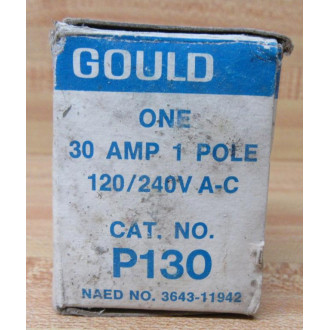 GOULD
ONE
30 AMP 1 POLE
120/240V A-C
CAT. NO.
P130
NAED NO. 3643-11942